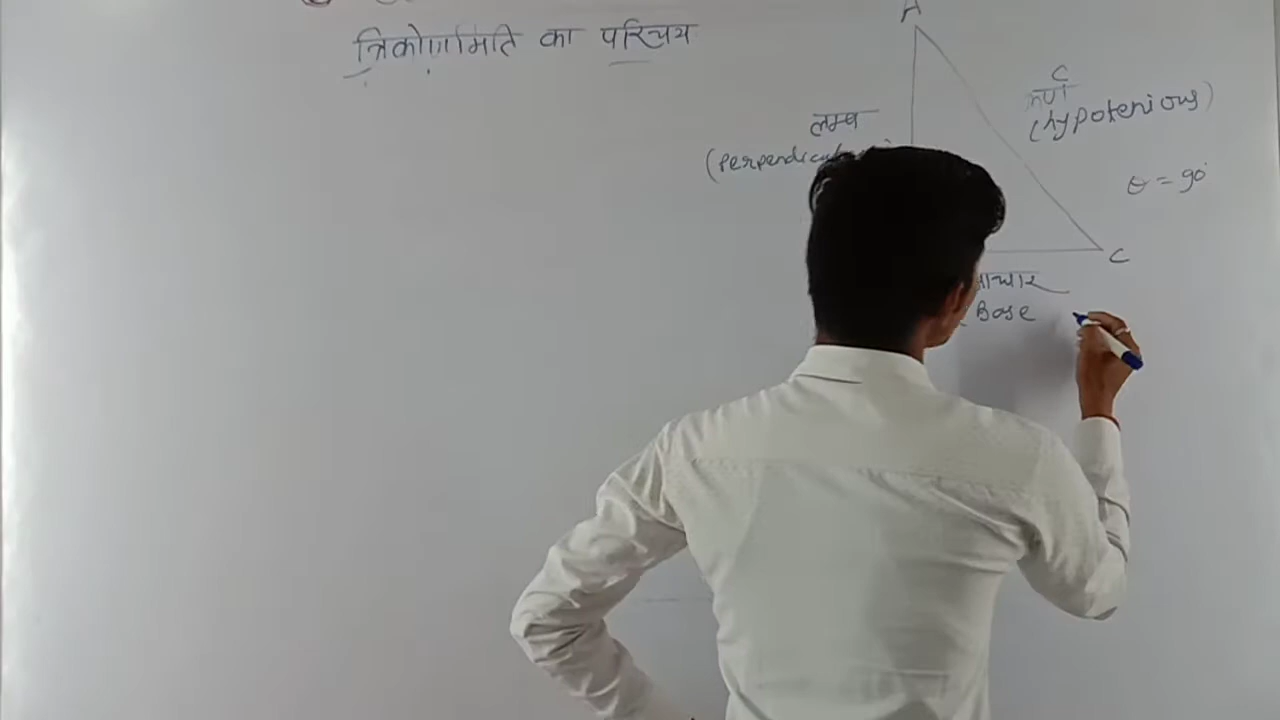 त्रिकोणमिति का परिचय
A
लम्ब
C
कर्ण
(hypotenious)
θ = 90°
C
Base